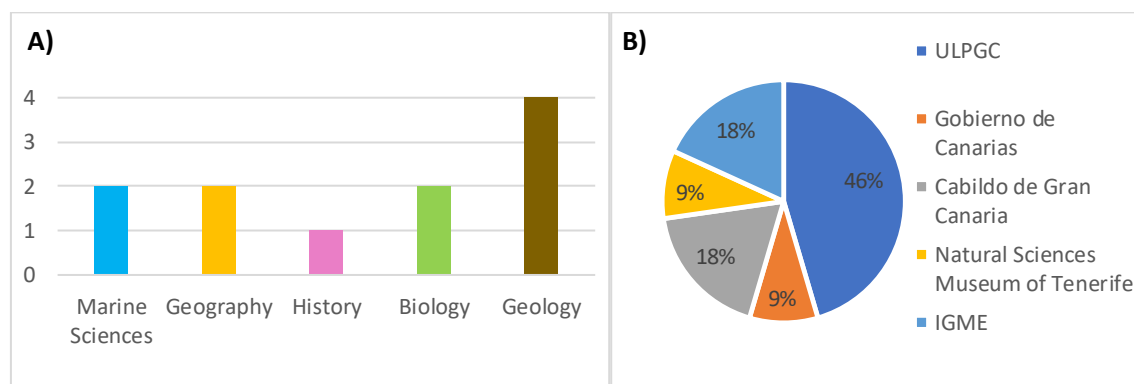 A)
4
3
2
1
0
Marine
Sciences
Geography
History
Biology
Geology
B)
46%
9%
18%
9%
18%
ULPGC
Gobierno de
Canarias
Cabildo de Gran
Canaria
Natural Sciences
Museum of Tenerife
IGME